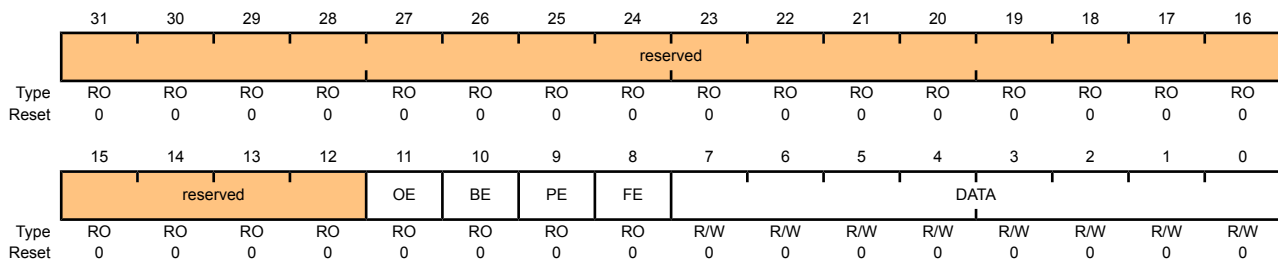 31 30 29 28 27 26 25 24 23 22 21 20 19 18 17 16
reserved
Type RO RO RO RO RO RO RO RO RO RO RO RO RO RO RO RO
Reset 0 0 0 0 0 0 0 0 0 0 0 0 0 0 0 0
15 14 13 12 11 10 9 8 7 6 5 4 3 2 1 0
reserved OE BE PE FE DATA
Type RO RO RO RO RO RO RO RO R/W R/W R/W R/W R/W R/W R/W R/W
Reset 0 0 0 0 0 0 0 0 0 0 0 0 0 0 0 0